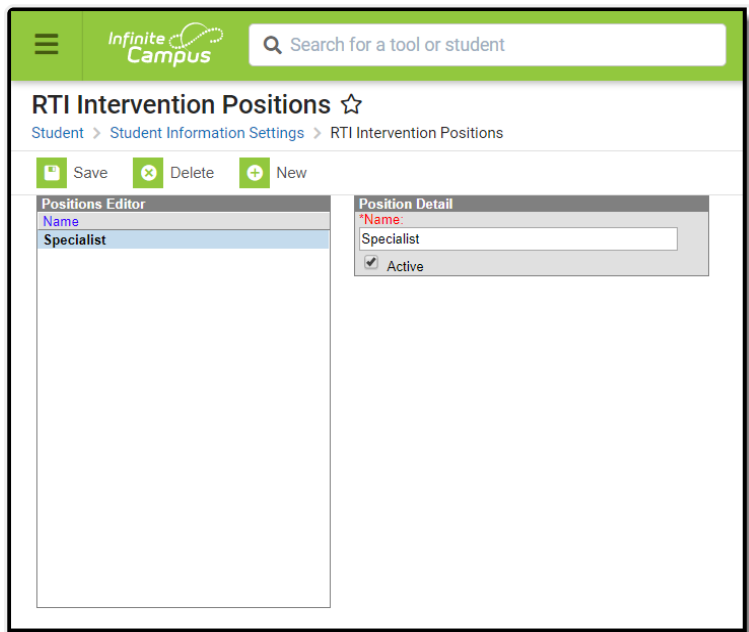 Infinite
Campus
Search for a tool or student
RTI Intervention Positions
Student > Student Information Settings > RTI Intervention Positions
Save Delete New
Positions Editor
Name
Specialist
Position Detail
*Name:
Specialist
Active